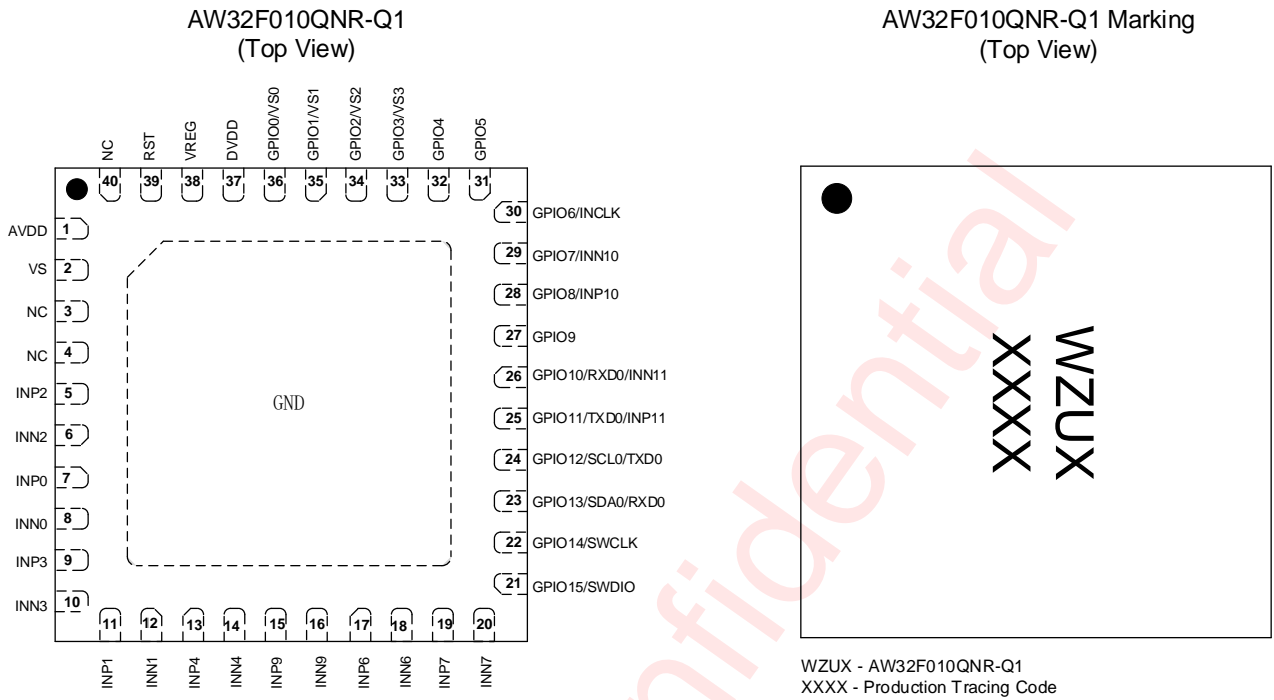 AW32F010QNR-Q1
(Top View)
AW32F010QNR-Q1 Marking
(Top View)
NC
RST
VREG
DVDD
GPIO0/VS0
GPIO1/VS1
GPIO2/VS2
GPIO3/VS3
GPIO4
GPIO5
40
39
38
37
36
35
34
33
32
31
AVDD 1
VS 2
NC 3
NC 4
INP2 5
INN2 6
INP0 7
INN0 8
INP3 9
INN3 10
GND
30 GPIO6/INCLK
29 GPIO7/INN10
28 GPIO8/INP10
27 GPIO9
26 GPIO10/RXD0/INN11
25 GPIO11/TXD0/INP11
24 GPIO12/SCL0/TXD0
23 GPIO13/SDA0/RXD0
22 GPIO14/SWCLK
21 GPIO15/SWDIO
11
12
13
14
15
16
17
18
19
20
INP1
INN1
INP4
INN4
INP9
INN9
INP6
INN6
INP7
INN7
WZUX
XXXX
WZUX - AW32F010QNR-Q1
XXXX - Production Tracing Code
nfidential